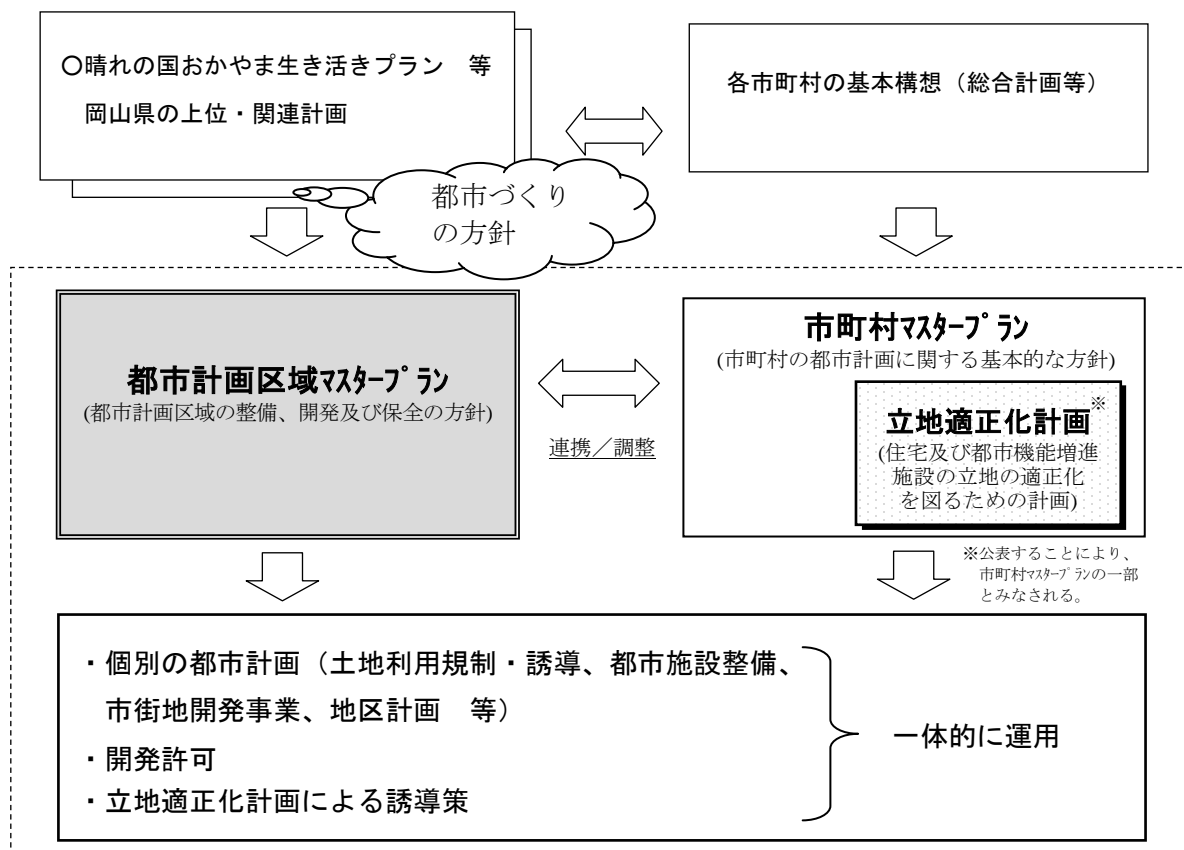 〇晴れの国おかやま生き活きプラン　等
岡山県の上位・関連計画
各市町村の基本構想（総合計画等）
都市づくり
の方針
都市計画区域ﾏｽﾀｰﾌﾟﾗﾝ
(都市計画区域の整備、開発及び保全の方針)
連携／調整
市町村ﾏｽﾀｰﾌﾟﾗﾝ
(市町村の都市計画に関する基本的な方針)
立地適正化計画※
(住宅及び都市機能増進
施設の立地の適正化
を図るための計画)
※公表することにより、
市町村ﾏｽﾀｰﾌﾟﾗﾝの一部
とみなされる。
・個別の都市計画（土地利用規制・誘導、都市施設整備、
市街地開発事業、地区計画　等）
・開発許可
・立地適正化計画による誘導策
一体的に運用